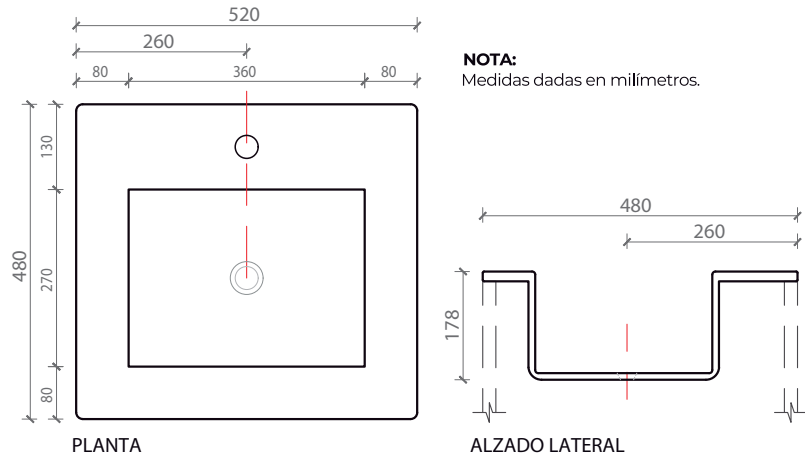 520
260
80 360 80
NOTA:
Medidas dadas en milímetros.
480
130
270
80
480
260
178
PLANTA
ALZADO LATERAL